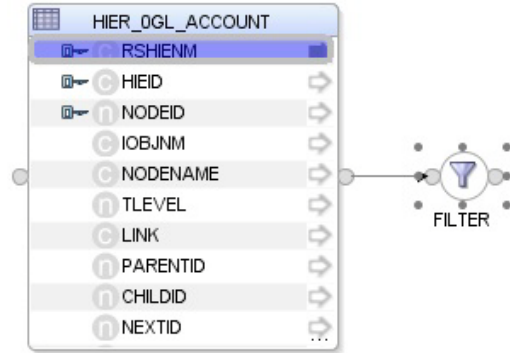 HIER_0GL_ACCOUNT
RSHIENM
C HIEID
n NODEID
C IOBJNM
C NODENAME
n TLEVEL
C LINK
n PARENTID
n CHILDID
n NEXTID
...
FILTER